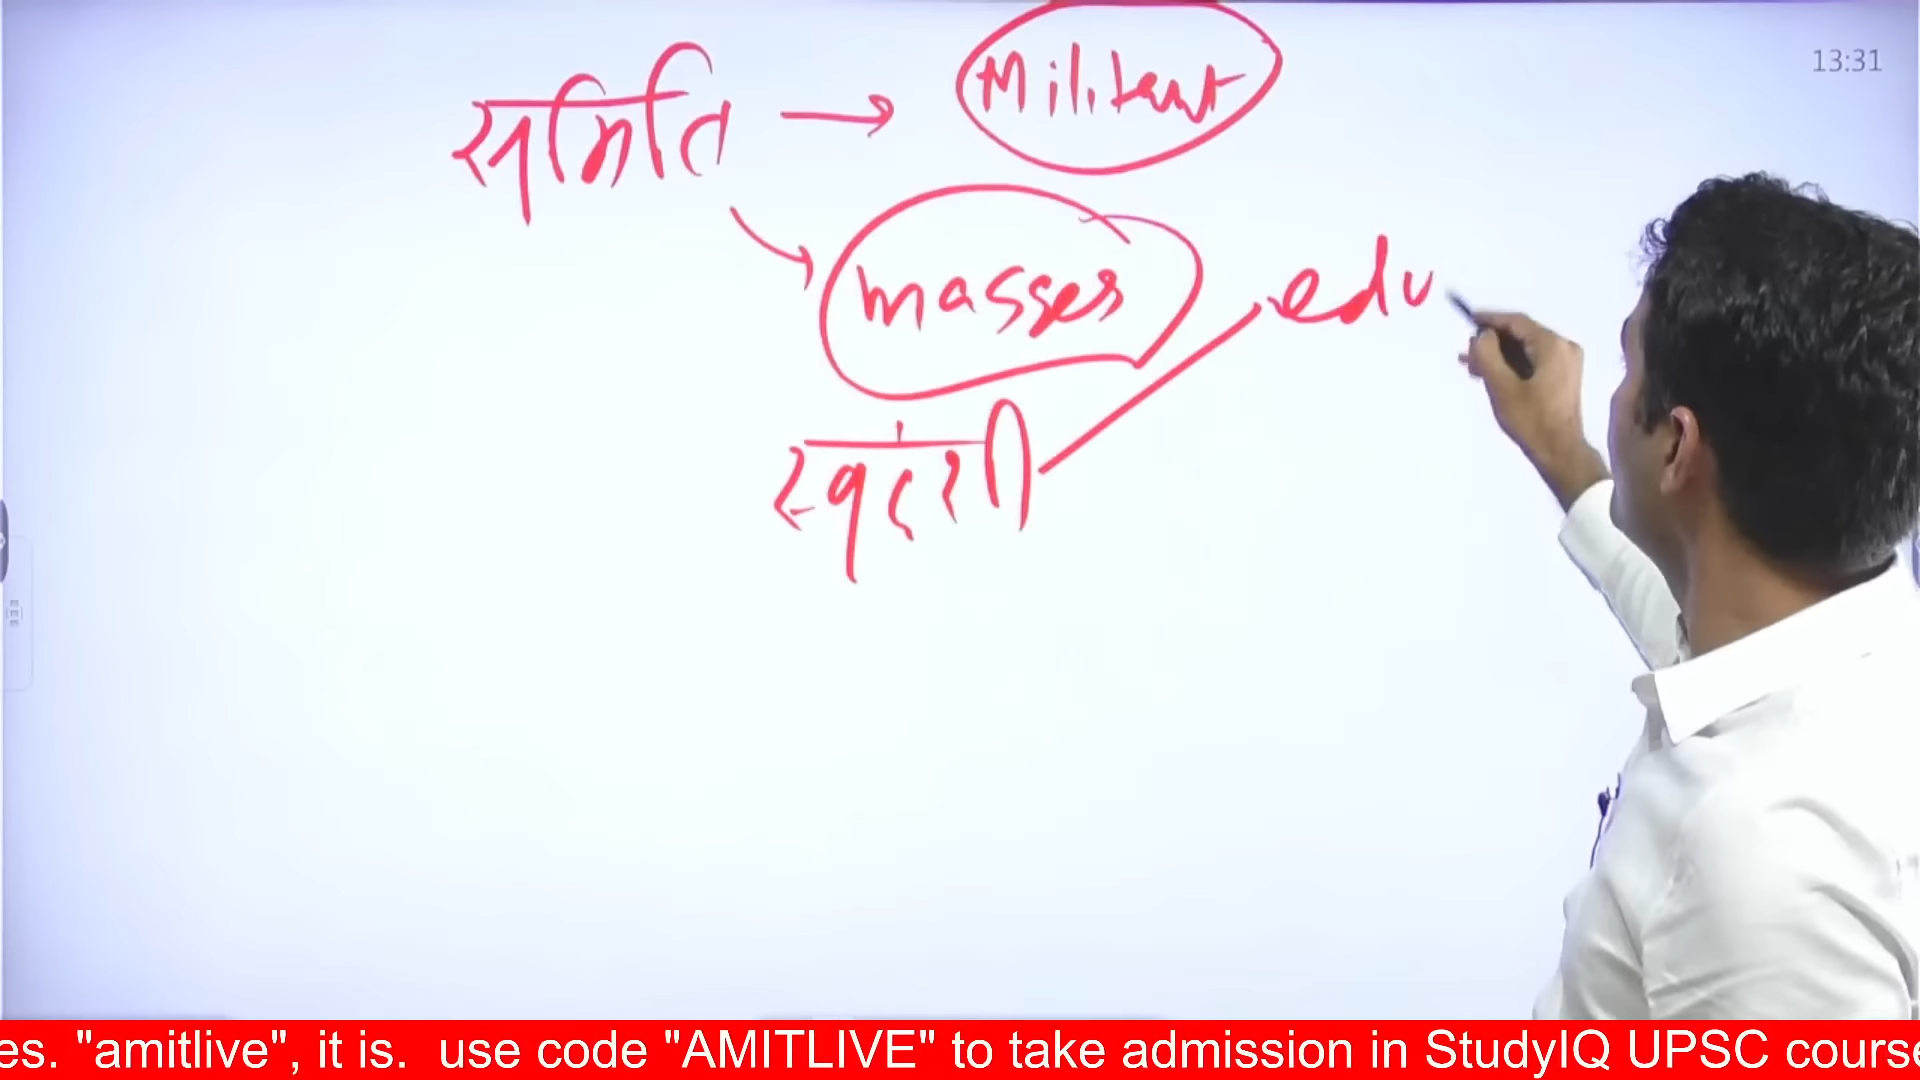 समिति → Militant
13:31
masses
edu
स्वदेशी
es. "amitlive", it is.  use code "AMITLIVE" to take admission in StudyIQ UPSC course